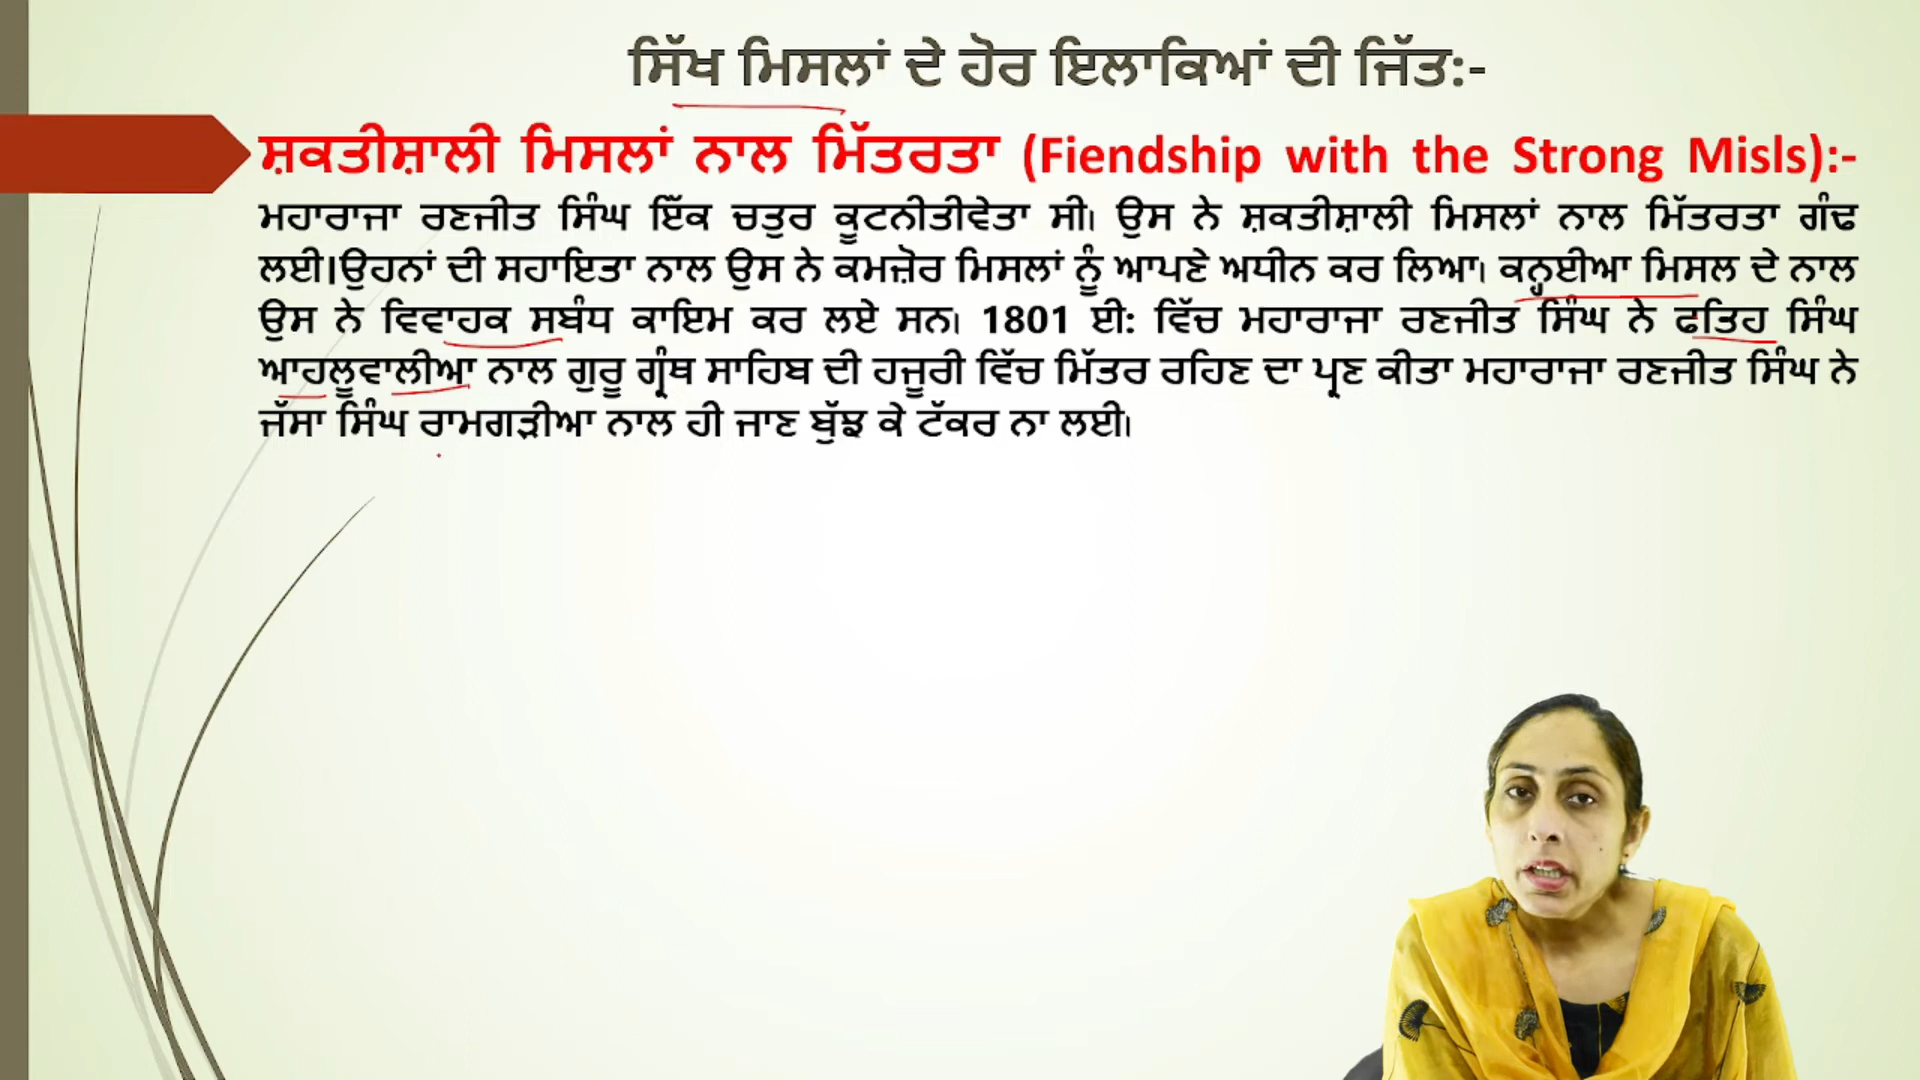 ਸਿੱਖ ਮਿਸਲਾਂ ਦੇ ਹੋਰ ਇਲਾਕਿਆਂ ਦੀ ਜਿੱਤ:-
ਸ਼ਕਤੀਸ਼ਾਲੀ ਮਿਸਲਾਂ ਨਾਲ ਮਿੱਤਰਤਾ (Fiendship with the Strong Misls):-
ਮਹਾਰਾਜਾ ਰਣਜੀਤ ਸਿੰਘ ਇੱਕ ਚਤੁਰ ਕੂਟਨੀਤੀਵੇਤਾ ਸੀ। ਉਸ ਨੇ ਸ਼ਕਤੀਸ਼ਾਲੀ ਮਿਸਲਾਂ ਨਾਲ ਮਿੱਤਰਤਾ ਗੰਢ
ਲਈ।ਉਹਨਾਂ ਦੀ ਸਹਾਇਤਾ ਨਾਲ ਉਸ ਨੇ ਕਮਜ਼ੋਰ ਮਿਸਲਾਂ ਨੂੰ ਆਪਣੇ ਅਧੀਨ ਕਰ ਲਿਆ। ਕਨ੍ਹਈਆ ਮਿਸਲ ਦੇ ਨਾਲ
ਉਸ ਨੇ ਵਿਵਾਹਕ ਸਬੰਧ ਕਾਇਮ ਕਰ ਲਏ ਸਨ। 1801 ਈ: ਵਿੱਚ ਮਹਾਰਾਜਾ ਰਣਜੀਤ ਸਿੰਘ ਨੇ ਫਤਿਹ ਸਿੰਘ
ਆਹਲੂਵਾਲੀਆ ਨਾਲ ਗੁਰੂ ਗ੍ਰੰਥ ਸਾਹਿਬ ਦੀ ਹਜੂਰੀ ਵਿੱਚ ਮਿੱਤਰ ਰਹਿਣ ਦਾ ਪ੍ਰਣ ਕੀਤਾ ਮਹਾਰਾਜਾ ਰਣਜੀਤ ਸਿੰਘ ਨੇ
ਜੱਸਾ ਸਿੰਘ ਰਾਮਗੜੀਆ ਨਾਲ ਹੀ ਜਾਣ ਬੁੱਝ ਕੇ ਟੱਕਰ ਨਾ ਲਈ।